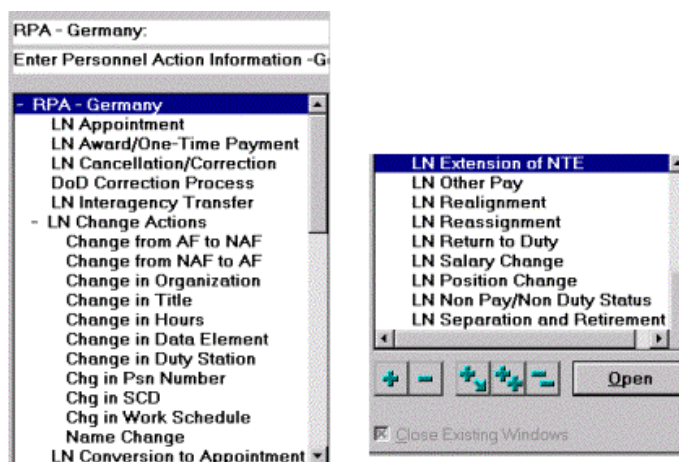 RPA - Germany:
Enter Personnel Action Information -G
- RPA - Germany
LN Appointment
LN Award/One-Time Payment
LN Cancellation/Correction
DoD Correction Process
LN Interagency Transfer
- LN Change Actions
Change from AF to NAF
Change from NAF to AF
Change in Organization
Change in Title
Change in Hours
Change in Data Element
Change in Duty Station
Chg in Psn Number
Chg in SCD
Chg in Work Schedule
Name Change
LN Conversion to Appointment
LN Extension of NTE
LN Other Pay
LN Realignment
LN Reassignment
LN Return to Duty
LN Salary Change
LN Position Change
LN Non Pay/Non Duty Status
LN Separation and Retirement
Open
Close Existing Windows